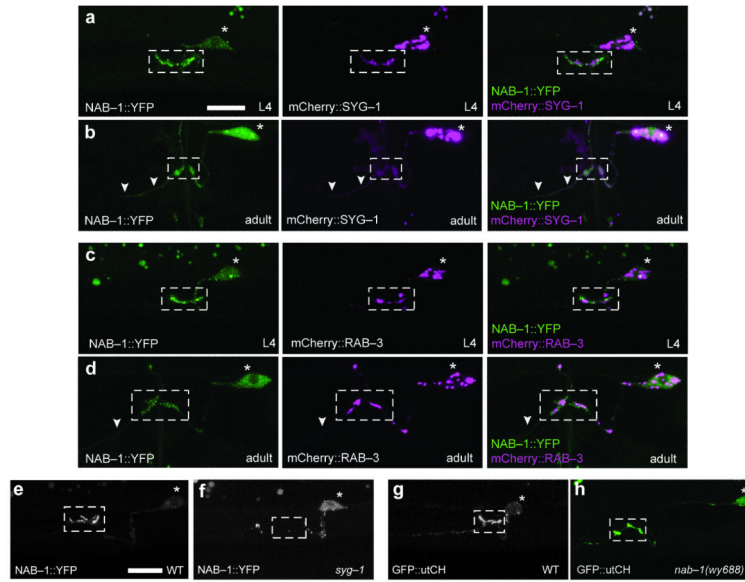 a
NAB–1::YFP L4
mCherry::SYG–1 L4
NAB–1::YFP
mCherry::SYG–1 L4
b
NAB–1::YFP adult
mCherry::SYG–1 adult
NAB–1::YFP
mCherry::SYG–1 adult
c
NAB–1::YFP L4
mCherry::RAB–3 L4
NAB–1::YFP
mCherry::RAB–3 L4
d
NAB–1::YFP adult
mCherry::RAB–3 adult
NAB–1::YFP
mCherry::RAB–3 adult
e
NAB–1::YFP WT
f
NAB–1::YFP syg–1
g
GFP::utCH WT
h
GFP::utCH nab–1(wy688)